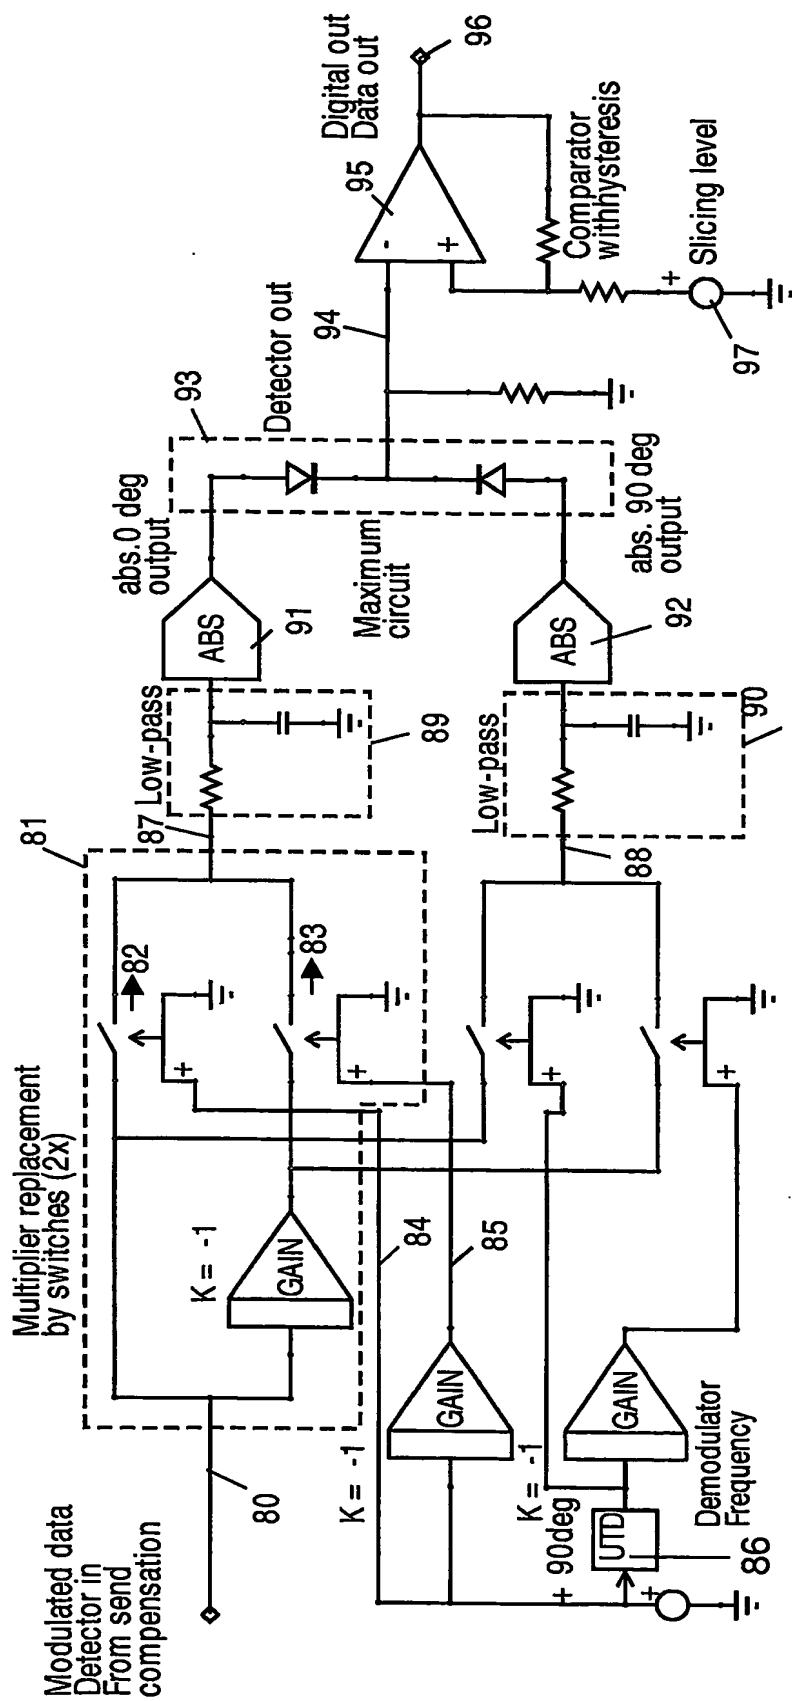 Modulated data
Detector in
From send
compensation
80
Multiplier replacement
by switches (2x)
81
K = -1
GAIN
82
83
+
+
84
85
K = -1
GAIN
87
Low-pass
89
ABS
91
abs.0 deg
output
93
Maximum
circuit
Detector out
94
95
-
+
Digital out
Data out
96
Comparator
withhysteresis
+
Slicing level
97
K = -1
90deg
+
+
UTD
86
GAIN
Demodulator
Frequency
+
+
88
Low-pass
90
ABS
92
abs. 90 deg
output